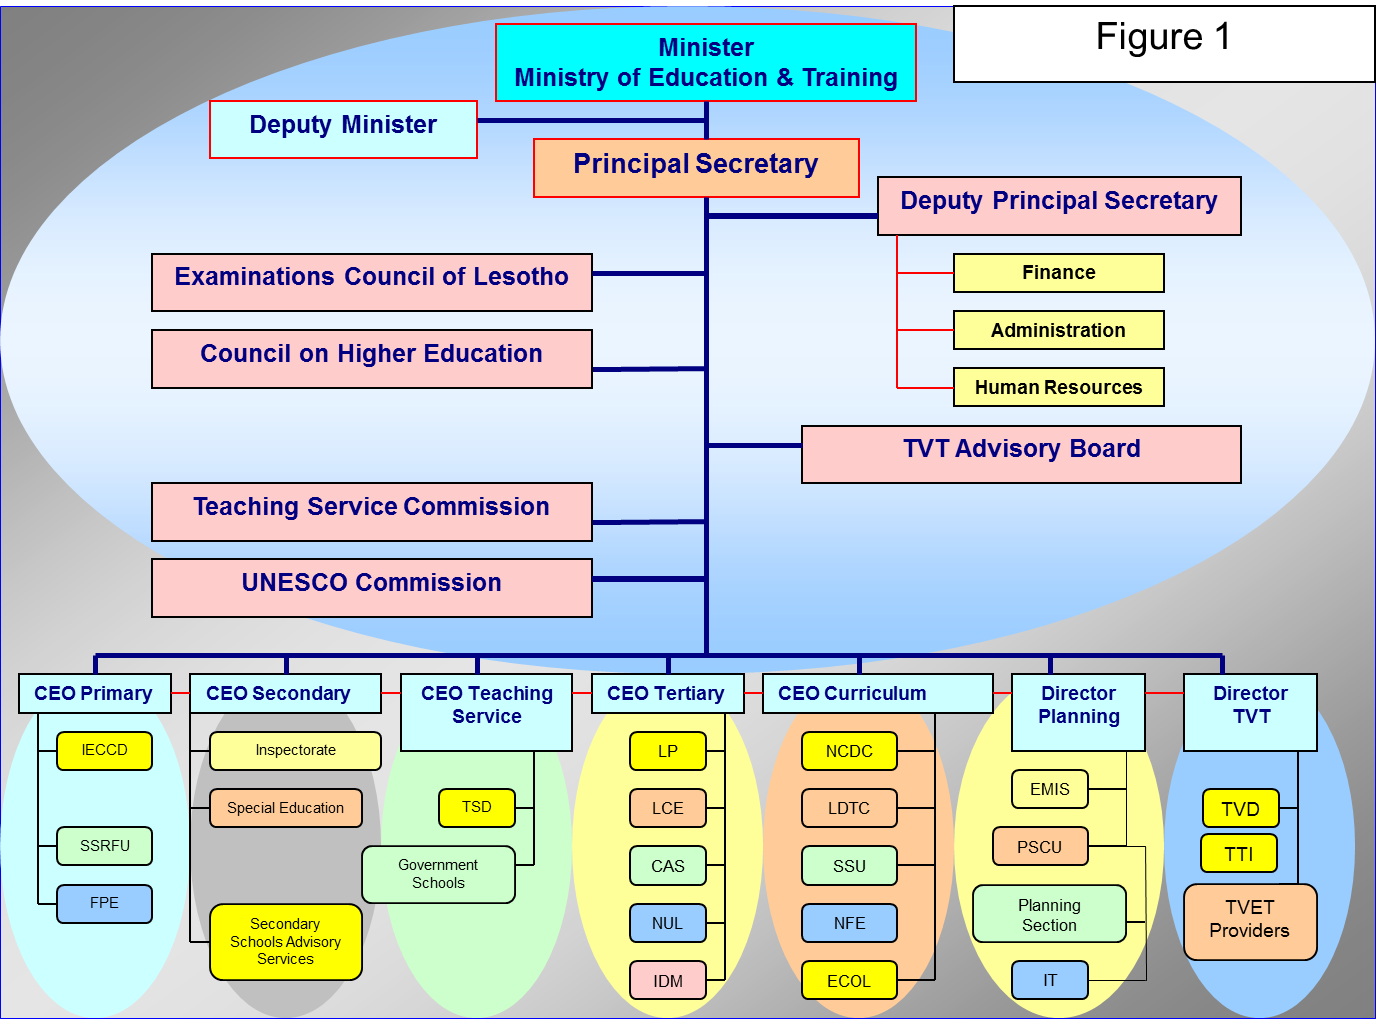 Figure 1
Minister
Ministry of Education & Training
Deputy Minister
Principal Secretary
Deputy Principal Secretary
Finance
Administration
Human Resources
Examinations Council of Lesotho
Council on Higher Education
TVT Advisory Board
Teaching Service Commission
UNESCO Commission
CEO Primary
IECCD
SSRFU
FPE
CEO Secondary
Inspectorate
Special Education
Secondary
Schools Advisory
Services
CEO Teaching
Service
TSD
Government
Schools
CEO Tertiary
LP
LCE
CAS
NUL
IDM
CEO Curriculum
NCDC
LDTC
SSU
NFE
ECOL
Director
Planning
EMIS
PSCU
Planning
Section
IT
Director
TVT
TVD
TTI
TVET
Providers